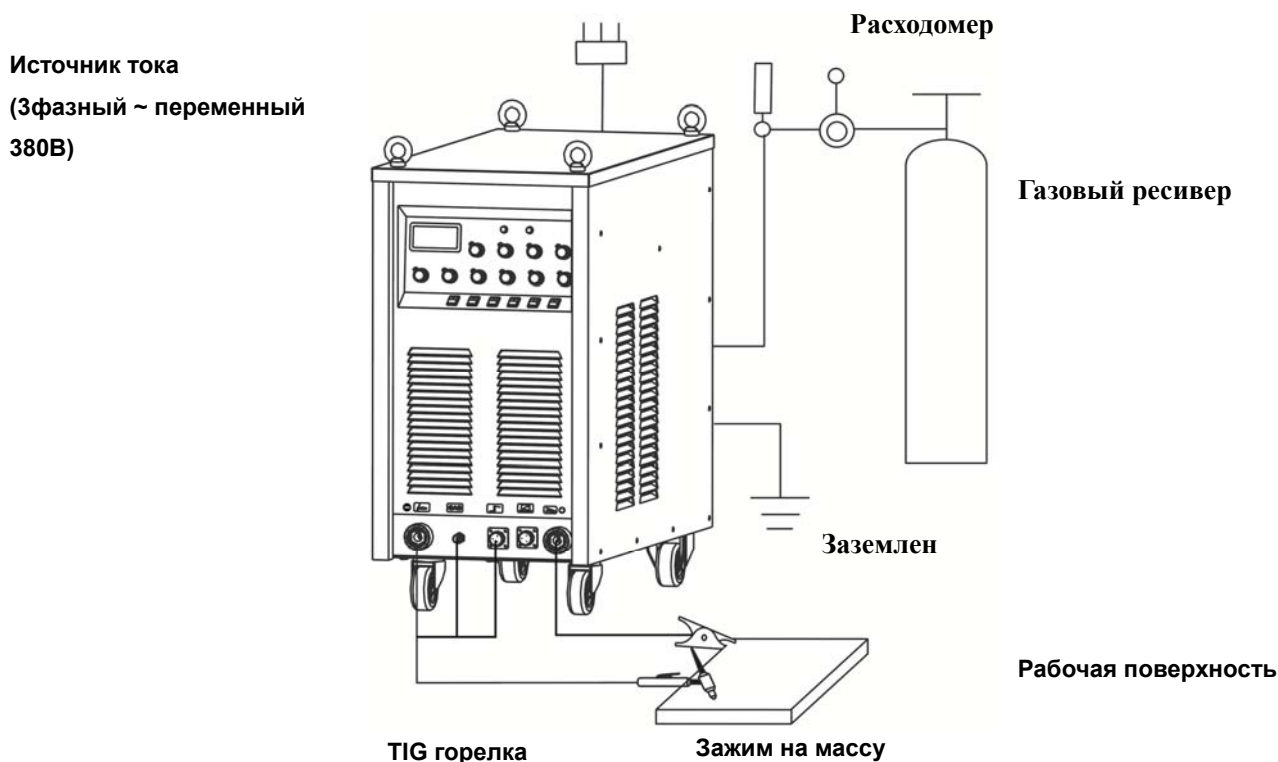 Расходомер
Источник тока
(3фазный ~ переменный
380В)
Газовый ресивер
Заземлен
Рабочая поверхность
TIG горелка
Зажим на массу